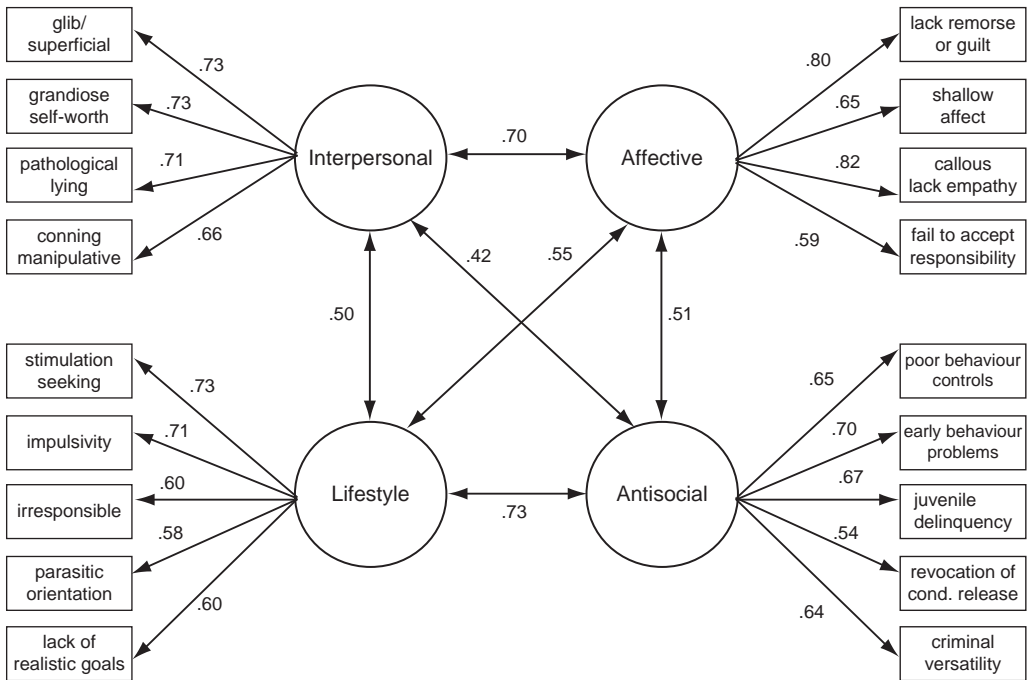 glib/
superficial
.73
grandiose
self-worth
.73
pathological
lying
.71
conning
manipulative
.66
Interpersonal
.70
Affective
lack remorse
or guilt
.80
shallow
affect
.65
callous
lack empathy
.82
fail to accept
responsibility
.59
.50
.42
.55
.51
stimulation
seeking
.73
impulsivity
.71
irresponsible
.60
parasitic
orientation
.58
lack of
realistic goals
.60
Lifestyle
.73
Antisocial
poor behaviour
controls
.65
early behaviour
problems
.70
juvenile
delinquency
.67
revocation of
cond. release
.54
criminal
versatility
.64